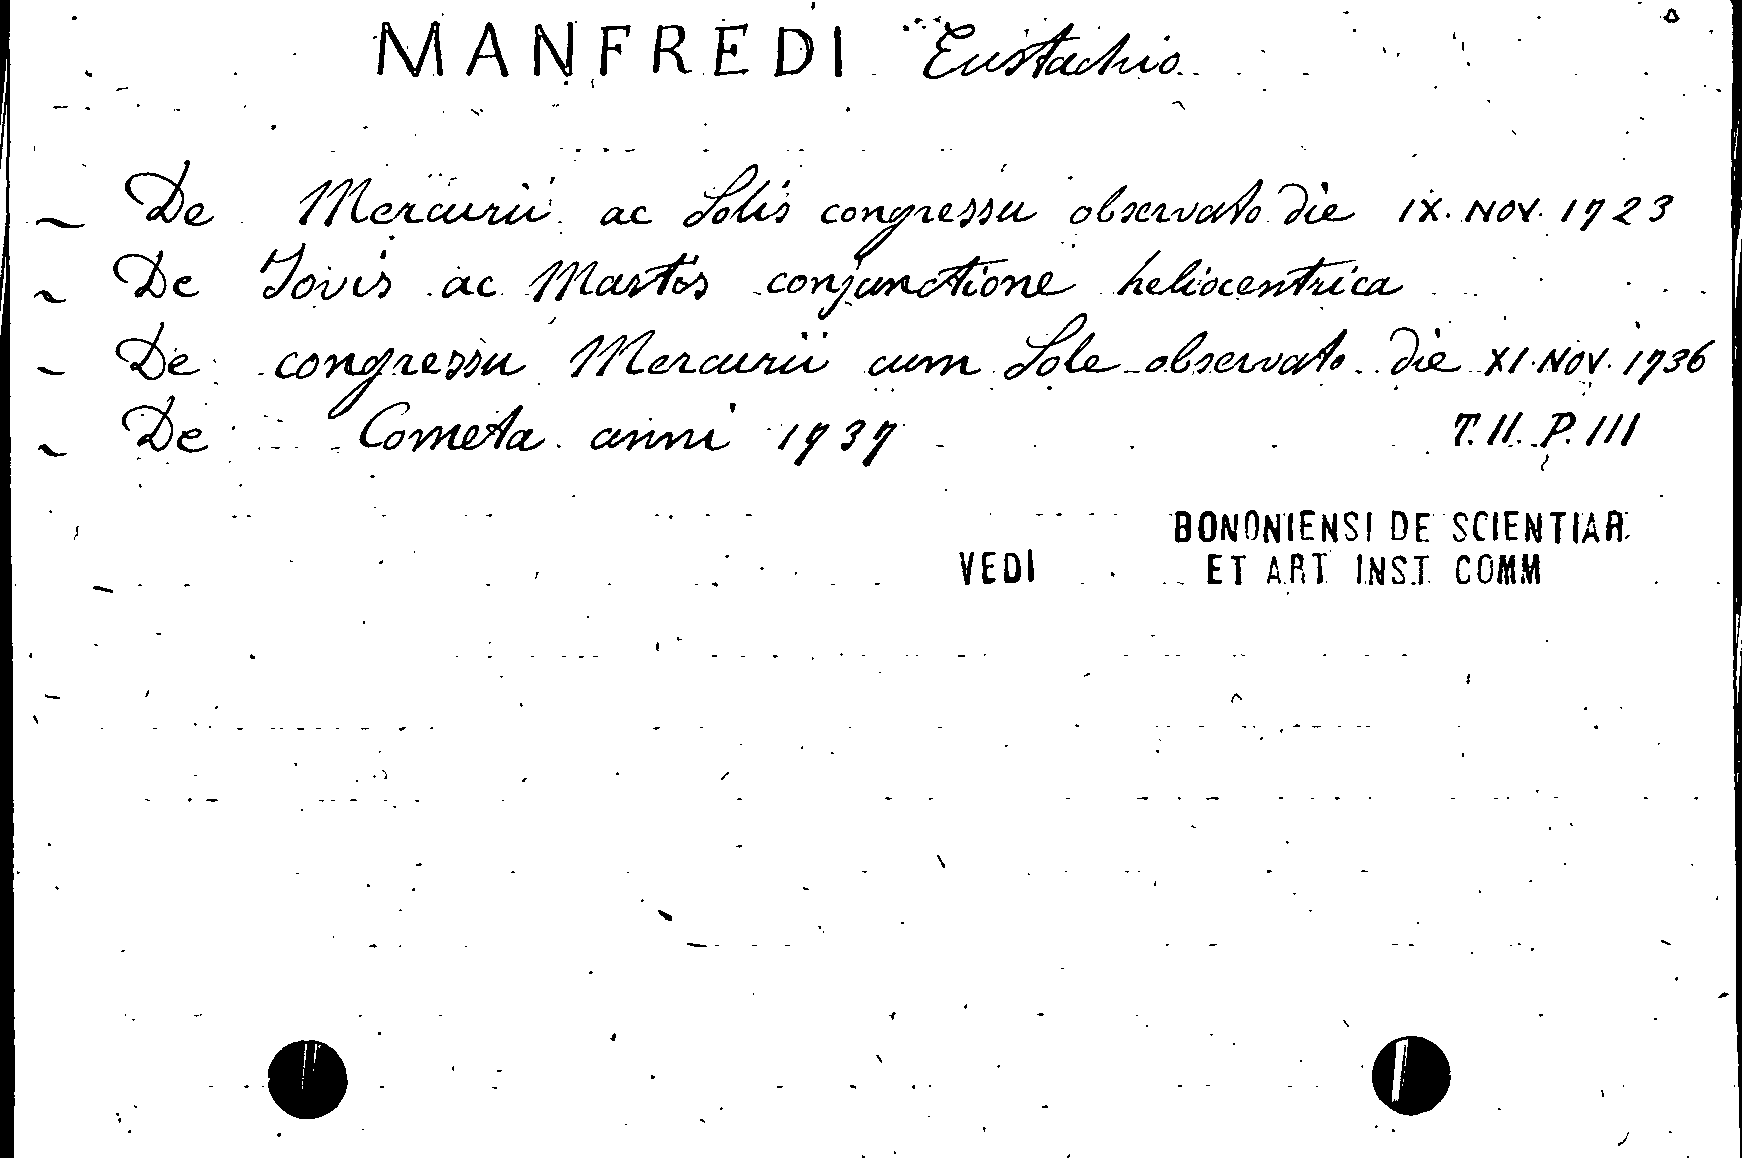 MANFREDI Eustachio
~ De Mercurii ac Solis congressu observato die IX. NOV. 1723
~ De Jovis ac Martis conjunctione heliocentrica
~ De congressu Mercurii cum Sole observato die XI. NOV. 1736
~ De Cometa anni 1737 T. II. P. III
BONONIENSI DE SCIENTIAR.
VEDI ET ART INST COMM